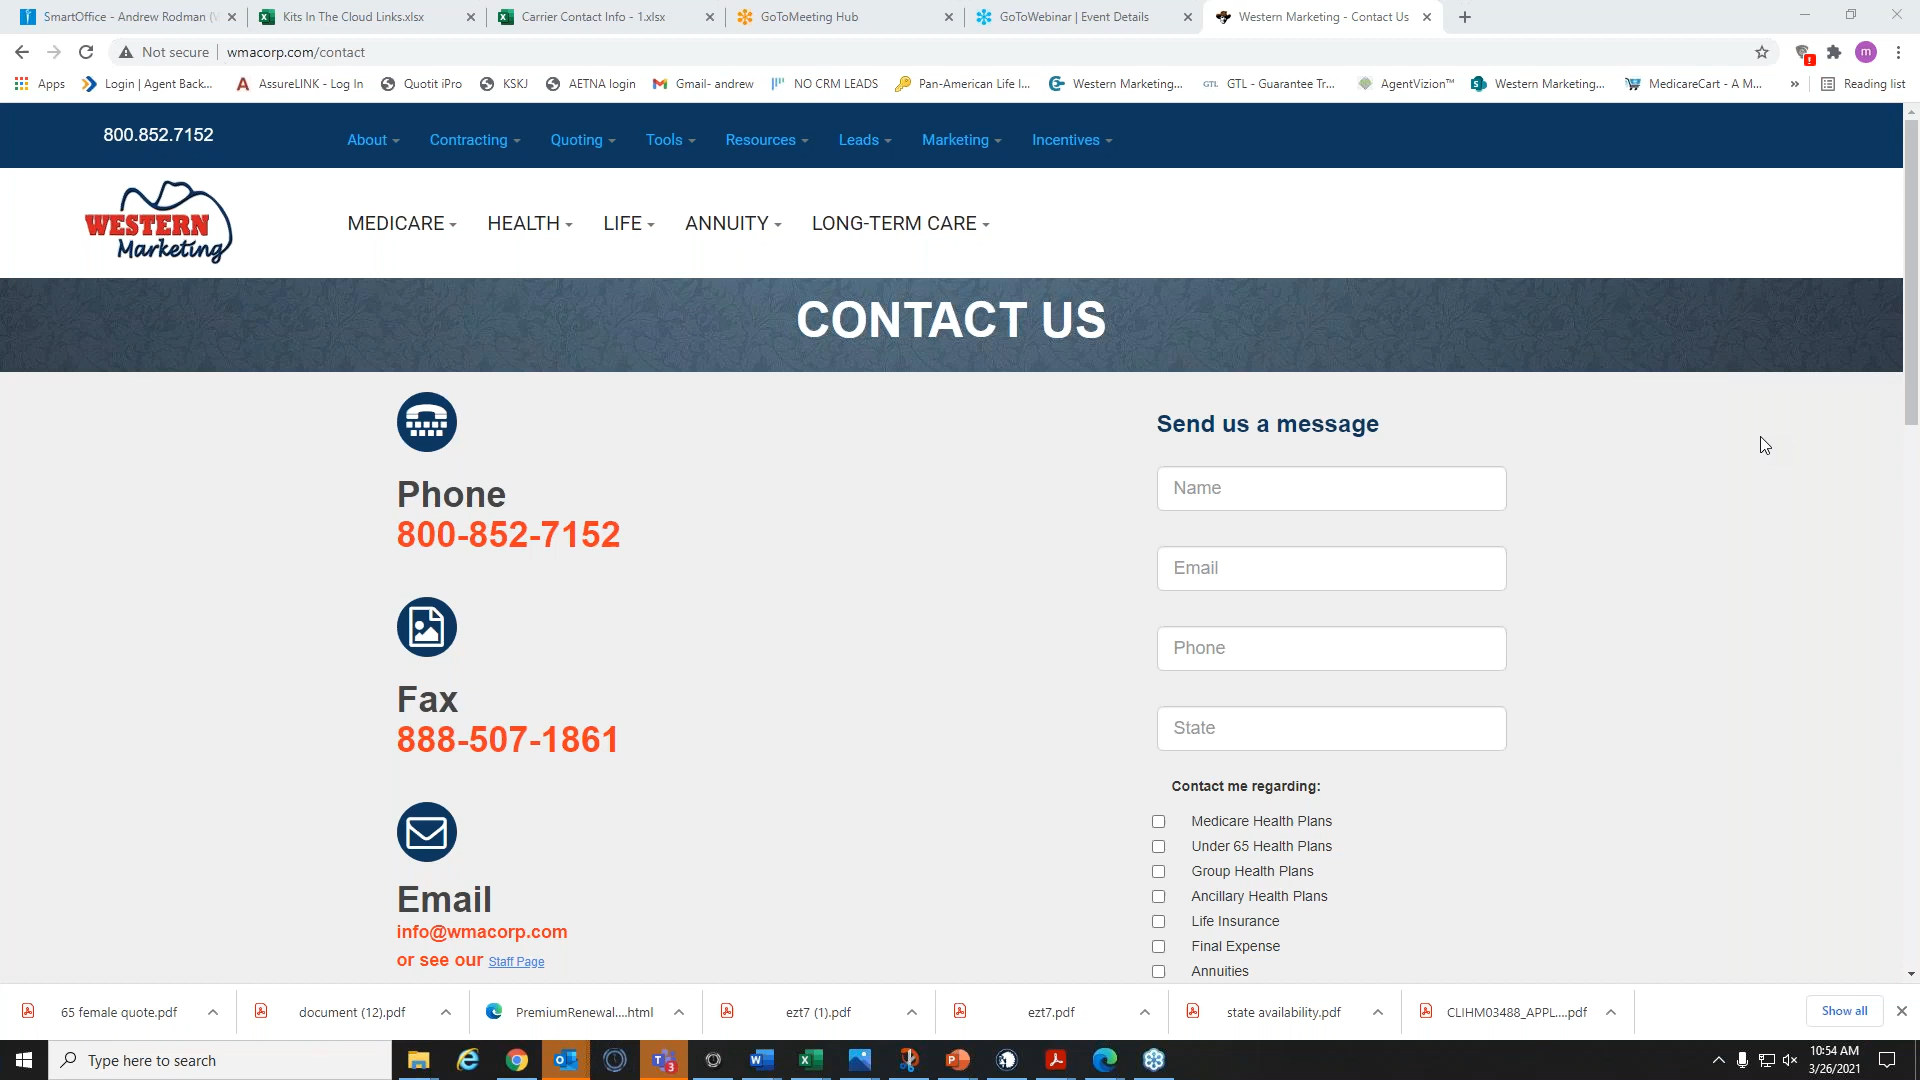 SmartOffice - Andrew Rodman (
Kits In The Cloud Links.xlsx
Carrier Contact Info - 1.xlsx
GoToMeeting Hub
GoToWebinar | Event Details
Western Marketing - Contact Us
Not secure
wmacorp.com/contact
m
Apps
Login | Agent Back...
AssureLINK - Log In
Quotit iPro
KSKJ
AETNA login
Gmail- andrew
NO CRM LEADS
Pan-American Life I...
Western Marketing...
GTL
GTL - Guarantee Tr...
AgentVizion™
Western Marketing...
MedicareCart - A M...
»
Reading list
800.852.7152
About
Contracting
Quoting
Tools
Resources
Leads
Marketing
Incentives
WESTERN
Marketing
MEDICARE
HEALTH
LIFE
ANNUITY
LONG-TERM CARE
CONTACT US
Phone
800-852-7152
Fax
888-507-1861
Email
info@wmacorp.com
or see our Staff Page
Send us a message
Name
Email
Phone
State
Contact me regarding:
Medicare Health Plans
Under 65 Health Plans
Group Health Plans
Ancillary Health Plans
Life Insurance
Final Expense
Annuities
65 female quote.pdf
document (12).pdf
PremiumRenewal....html
ezt7 (1).pdf
ezt7.pdf
state availability.pdf
CLIHM03488_APPL....pdf
Show all
Type here to search
3
10:54 AM
3/26/2021